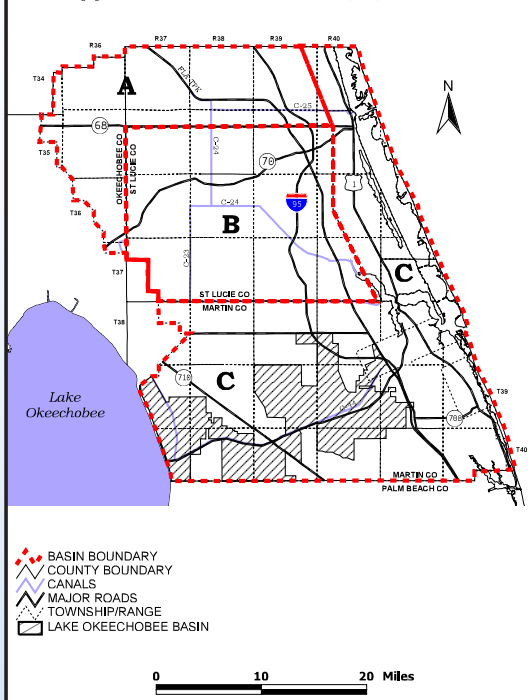 R36
R37
R38
R39
R40
T34
A
FLA-TPK
C-25
N
68
T35
OKEECHOBEE CO
ST LUCIE CO
C-24
70
1
T36
95
C-24
B
C-23
C
T37
ST LUCIE CO
MARTIN CO
T38
710
C
Lake
Okeechobee
T39
708
T40
MARTIN CO
PALM BEACH CO
BASIN BOUNDARY
COUNTY BOUNDARY
CANALS
MAJOR ROADS
TOWNSHIP/RANGE
LAKE OKEECHOBEE BASIN
0 10 20 Miles